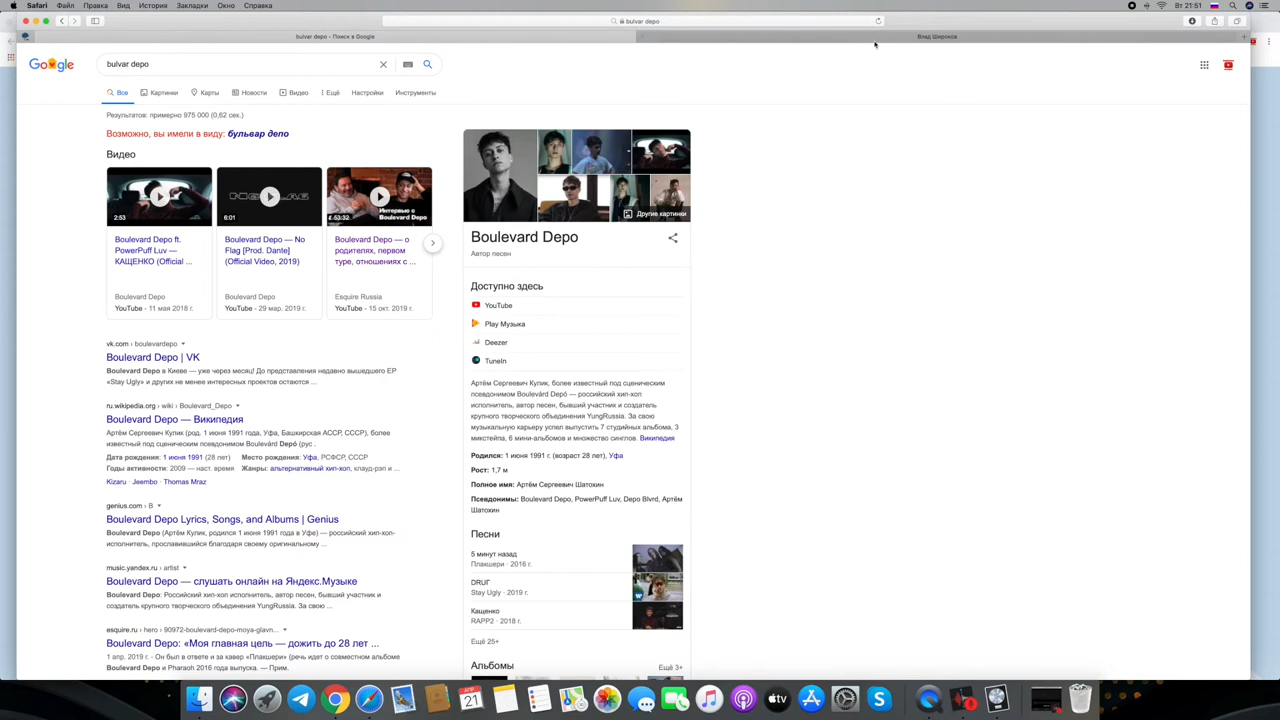 Safari Файл Правка Вид История Закладки Окно Справка
Вт 21:51
bulvar depo
bulvar depo - Поиск в Google
Влад Широков
Google
bulvar depo
Все Картинки Карты Новости Видео Ещё Настройки Инструменты
Результатов: примерно 975 000 (0,62 сек.)
Возможно, вы имели в виду: бульвар депо
Видео
2:53
6:01
53:32
Интервью с
Boulevard Depo
Boulevard Depo ft.
PowerPuff Luv —
КАЩЕНКО (Official ...
Boulevard Depo
YouTube - 11 мая 2018 г.
Boulevard Depo — No
Flag [Prod. Dante]
(Official Video, 2019)
Boulevard Depo
YouTube - 29 мар. 2019 г.
Boulevard Depo — о
родителях, первом
туре, отношениях с ...
Esquire Russia
YouTube - 15 окт. 2019 г.
vk.com › boulevardepo
Boulevard Depo | VK
Boulevard Depo в Киеве — уже через месяц! До представления недавно вышедшего EP
«Stay Ugly» и других не менее интересных проектов остаются ...
ru.wikipedia.org › wiki › Boulevard_Depo
Boulevard Depo — Википедия
Артём Сергеевич Кулик (род. 1 июня 1991 года, Уфа, Башкирская АССР, СССР), более
известный под сценическим псевдонимом Boulevárd Depó (рус .
Дата рождения: 1 июня 1991 (28 лет) Место рождения: Уфа, РСФСР, СССР
Годы активности: 2009 — наст. время Жанры: альтернативный хип-хоп, клауд-рэп и ...
Kizaru · Jeembo · Thomas Mraz
genius.com › B
Boulevard Depo Lyrics, Songs, and Albums | Genius
Boulevard Depo (Артём Кулик, родился 1 июня 1991 года в Уфе) — российский хип-хоп-
исполнитель, прославившийся благодаря своему оригинальному ...
music.yandex.ru › artist
Boulevard Depo — слушать онлайн на Яндекс.Музыке
Boulevard Depo: Российский хип-хоп исполнитель, автор песен, бывший участник и
создатель крупного творческого объединения YungRussia. За свою ...
esquire.ru › hero › 90972-boulevard-depo-moya-glavn...
Boulevard Depo: «Моя главная цель — дожить до 28 лет ...
1 апр. 2019 г. - Он был в ответе и за кавер «Плакшери» (речь идет о совместном альбоме
Boulevard Depo и Pharaoh 2016 года выпуска. — Прим.
Другие картинки
Boulevard Depo
Автор песен
Доступно здесь
YouTube
Play Музыка
Deezer
TuneIn
Артём Сергеевич Кулик, более известный под сценическим
псевдонимом Boulevárd Depó — российский хип-хоп
исполнитель, автор песен, бывший участник и создатель
крупного творческого объединения YungRussia. За свою
музыкальную карьеру успел выпустить 7 студийных альбома, 3
микстейпа, 6 мини-альбомов и множество синглов. Википедия
Родился: 1 июня 1991 г. (возраст 28 лет), Уфа
Рост: 1,7 м
Полное имя: Артём Сергеевич Шатохин
Псевдонимы: Boulevard Depo, PowerPuff Luv, Depo Blvrd, Артём
Шатохин
Песни
5 минут назад
Плакшери · 2016 г.
DRUГ
Stay Ugly · 2019 г.
Кащенко
RAPP2 · 2018 г.
Ещё 25+
Альбомы
Ещё 3+
21
tv